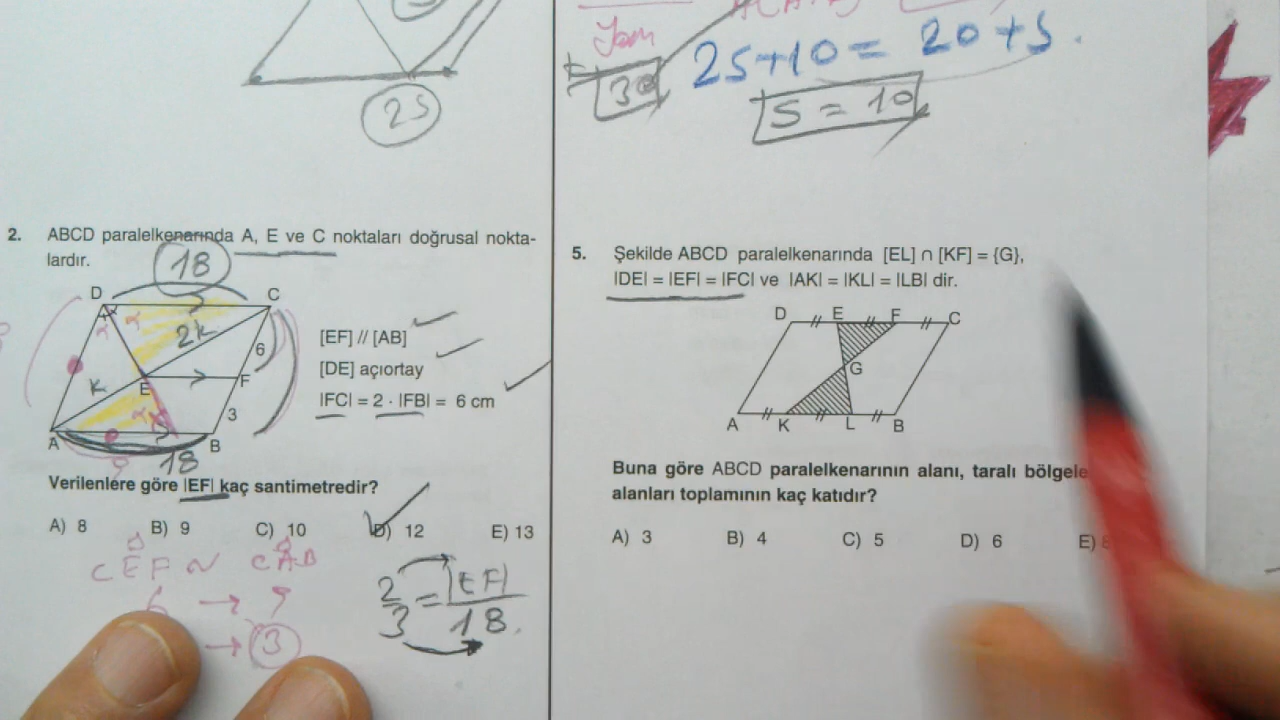 25
Jam
30
25+10 = 20+S.
S = 10
2. ABCD paralelkenarında A, E ve C noktaları doğrusal nokta-
lardır.
18
D
C
2k
6
K
E
F
3
A
B
18
[EF] // [AB]
[DE] açıortay
|FC| = 2 · |FB| = 6 cm
Verilenlere göre |EF| kaç santimetredir?
A) 8 B) 9 C) 10 D) 12 E) 13
CEF ~ CAB
6 → 9
→ 3
2/3 = |EF|/18.
5. Şekilde ABCD paralelkenarında [EL] ∩ [KF] = {G},
|DE| = |EF| = |FC| ve |AK| = |KL| = |LB| dir.
D E F C
G
A K L B
Buna göre ABCD paralelkenarının alanı, taralı bölgele
alanları toplamının kaç katıdır?
A) 3 B) 4 C) 5 D) 6 E)